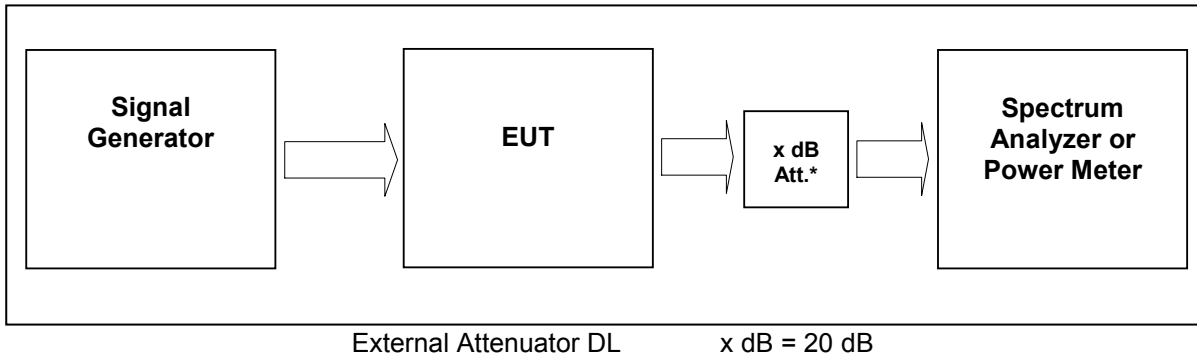 Signal
Generator
EUT
x dB
Att.*
Spectrum
Analyzer or
Power Meter
External Attenuator DL x dB = 20 dB